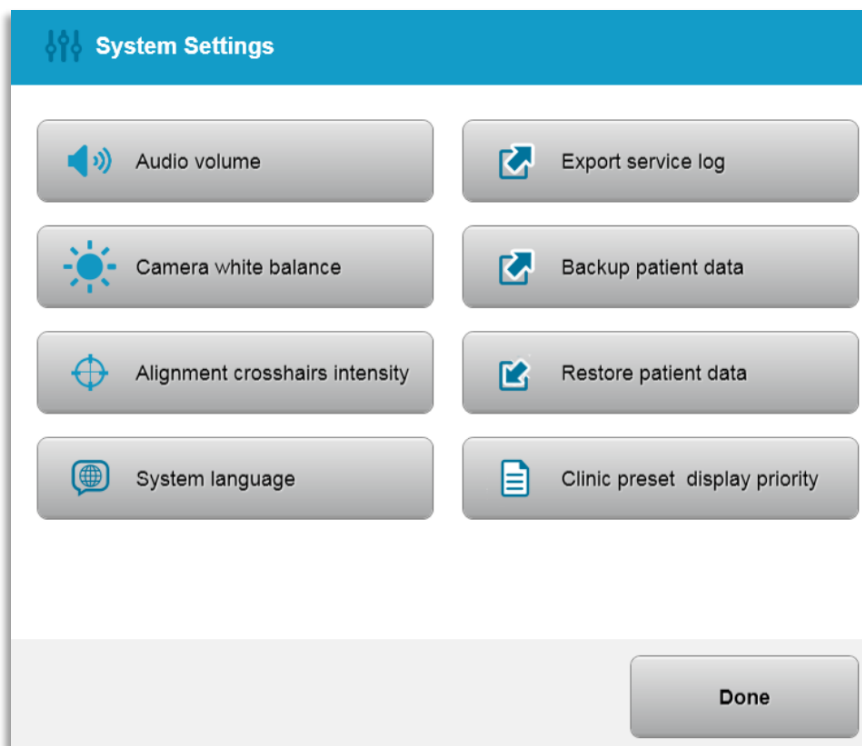 System Settings
Audio volume
Export service log
Camera white balance
Backup patient data
Alignment crosshairs intensity
Restore patient data
System language
Clinic preset display priority
Done